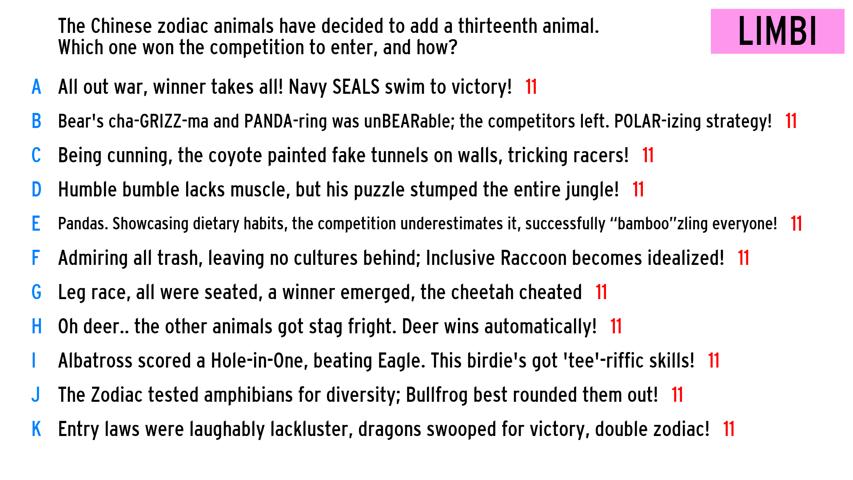 The Chinese zodiac animals have decided to add a thirteenth animal.
Which one won the competition to enter, and how?
LIMBI
A All out war, winner takes all! Navy SEALS swim to victory! 11
B Bear's cha-GRIZZ-ma and PANDA-ring was unBEARable; the competitors left. POLAR-izing strategy! 11
C Being cunning, the coyote painted fake tunnels on walls, tricking racers! 11
D Humble bumble lacks muscle, but his puzzle stumped the entire jungle! 11
E Pandas. Showcasing dietary habits, the competition underestimates it, successfully “bamboo”zling everyone! 11
F Admiring all trash, leaving no cultures behind; Inclusive Raccoon becomes idealized! 11
G Leg race, all were seated, a winner emerged, the cheetah cheated 11
H Oh deer.. the other animals got stag fright. Deer wins automatically! 11
I Albatross scored a Hole-in-One, beating Eagle. This birdie's got 'tee'-riffic skills! 11
J The Zodiac tested amphibians for diversity; Bullfrog best rounded them out! 11
K Entry laws were laughably lackluster, dragons swooped for victory, double zodiac! 11